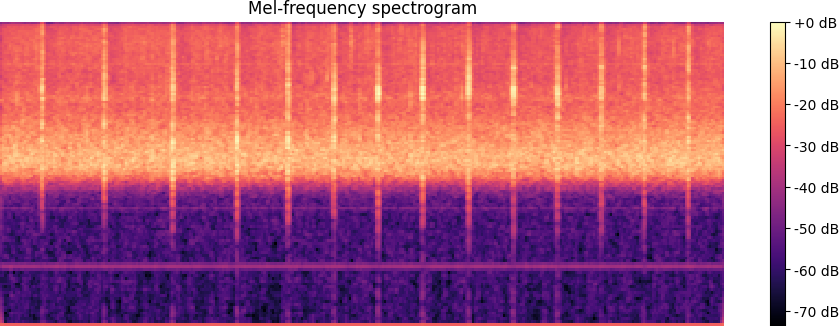 Mel-frequency spectrogram
+0 dB
-10 dB
-20 dB
-30 dB
-40 dB
-50 dB
-60 dB
-70 dB